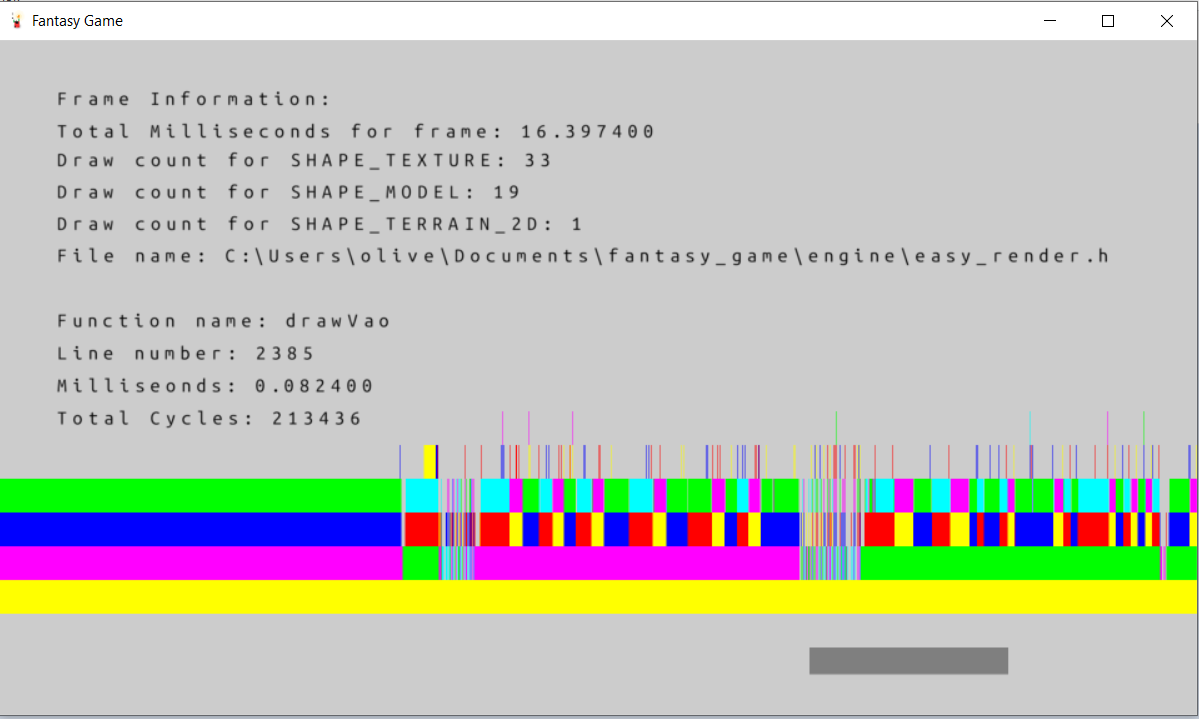 Fantasy Game
Frame Information:
Total Milliseconds for frame: 16.397400
Draw count for SHAPE_TEXTURE: 33
Draw count for SHAPE_MODEL: 19
Draw count for SHAPE_TERRAIN_2D: 1
File name: C:\Users\olive\Documents\fantasy_game\engine\easy_render.h
Function name: drawVao
Line number: 2385
Milliseonds: 0.082400
Total Cycles: 213436